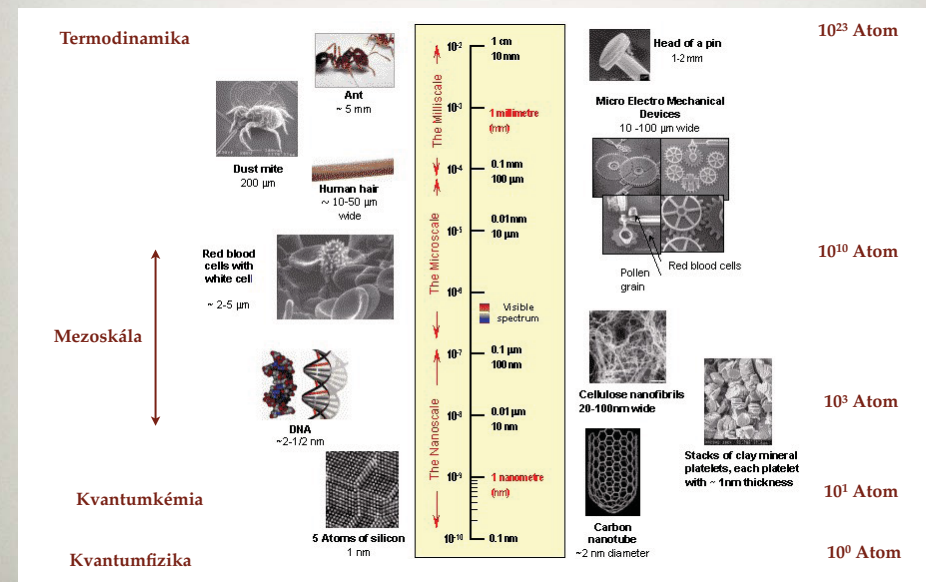 Termodinamika
Ant
~ 5 mm
Dust mite
200 µm
Human hair
~ 10-50 µm
wide
Red blood
cells with
white cell
~ 2-5 µm
Mezoskála
DNA
~2-1/2 nm
Kvantumkémia
5 Atoms of silicon
1 nm
Kvantumfizika
The Milliscale
The Microscale
The Nanoscale
10⁻²
1 cm
10 mm
10⁻³
1 millimetre
(mm)
10⁻⁴
0.1 mm
100 µm
10⁻⁵
0.01 mm
10 µm
10⁻⁶
Visible
spectrum
10⁻⁷
0.1 µm
100 nm
10⁻⁸
0.01 µm
10 nm
10⁻⁹
1 nanometre
(nm)
10⁻¹⁰
0.1 nm
Head of a pin
1-2 mm
Micro Electro Mechanical
Devices
10 -100 µm wide
Pollen
grain
Red blood cells
Cellulose nanofibrils
20-100nm wide
Stacks of clay mineral
platelets, each platelet
with ~ 1nm thickness
Carbon
nanotube
~2 nm diameter
10²³ Atom
10¹⁰ Atom
10³ Atom
10¹ Atom
10⁰ Atom